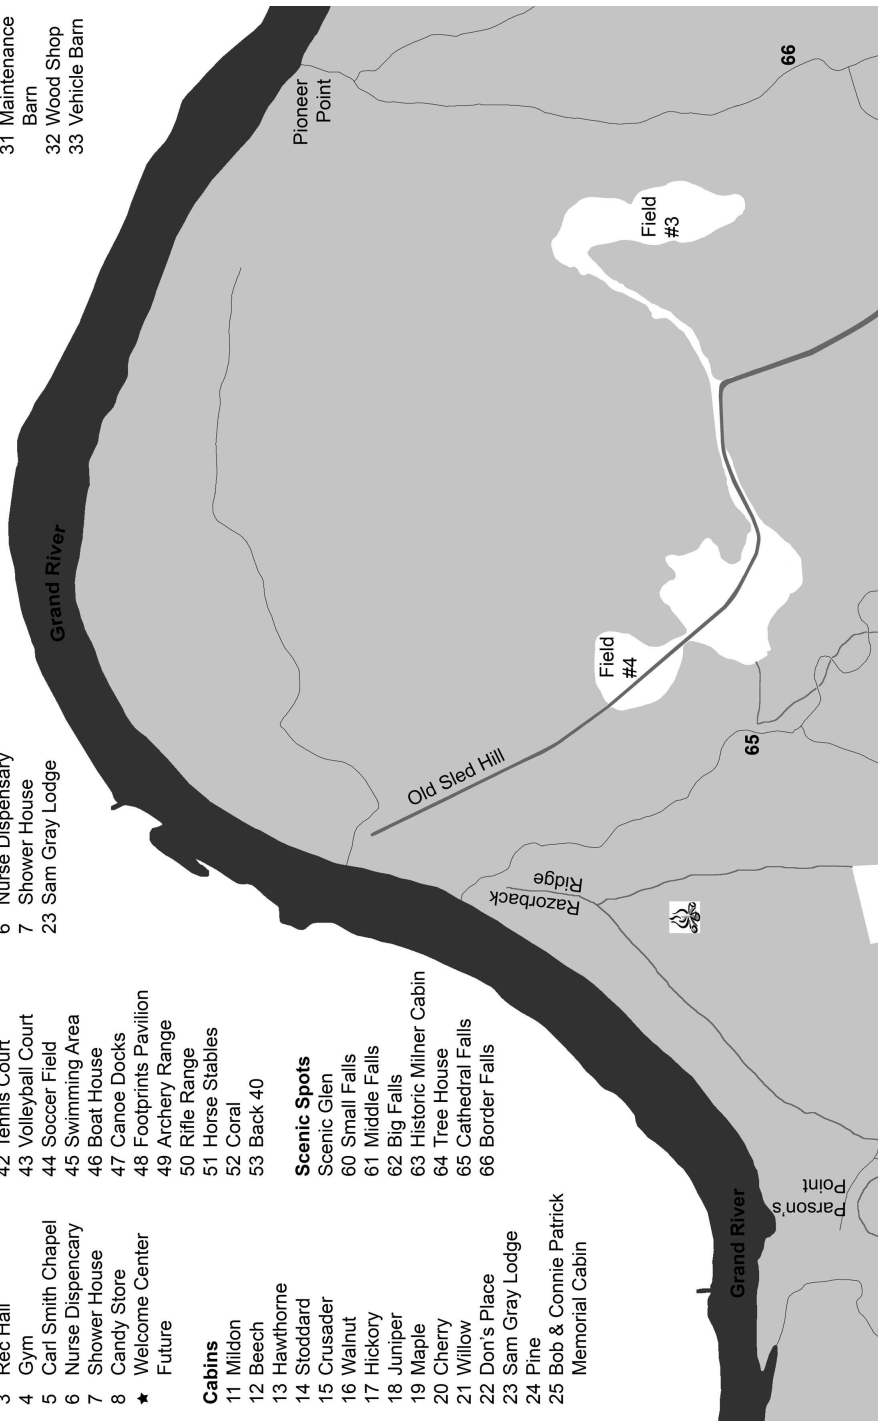 3 Rec Hall
4 Gym
5 Carl Smith Chapel
6 Nurse Dispencary
7 Shower House
8 Candy Store
★ Welcome Center
Future
Cabins
11 Mildon
12 Beech
13 Hawthorne
14 Stoddard
15 Crusader
16 Walnut
17 Hickory
18 Juniper
19 Maple
20 Cherry
21 Willow
22 Don's Place
23 Sam Gray Lodge
24 Pine
25 Bob & Connie Patrick
Memorial Cabin
42 Tennis Court
43 Volleyball Court
44 Soccer Field
45 Swimming Area
46 Boat House
47 Canoe Docks
48 Footprints Pavilion
49 Archery Range
50 Rifle Range
51 Horse Stables
52 Coral
53 Back 40
Scenic Spots
Scenic Glen
60 Small Falls
61 Middle Falls
62 Big Falls
63 Historic Milner Cabin
64 Tree House
65 Cathedral Falls
66 Border Falls
6 Nurse Dispensary
7 Shower House
23 Sam Gray Lodge
31 Maintenance
Barn
32 Wood Shop
33 Vehicle Barn
Grand River
Pioneer
Point
66
Field
#3
Field
#4
Old Sled Hill
65
Razorback
Ridge
Grand River
Parson's
Point